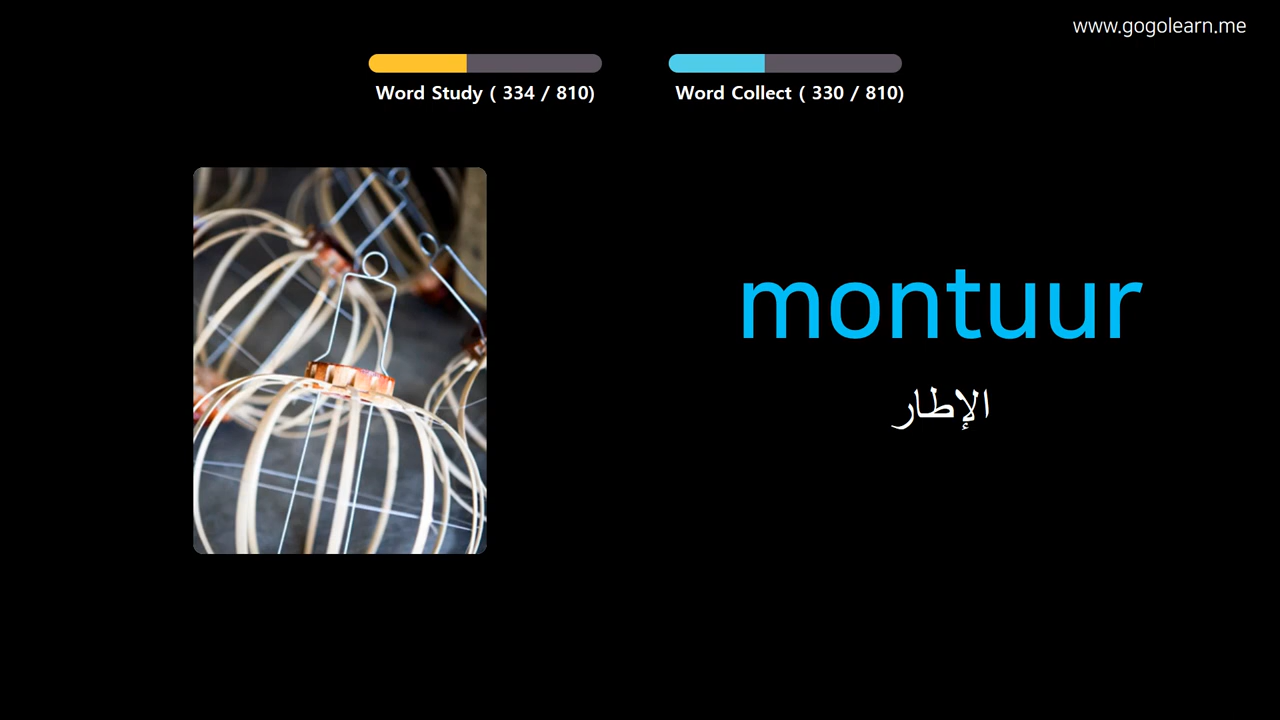 www.gogolearn.me
Word Study ( 334 / 810)
Word Collect ( 330 / 810)
montuur
الإطار